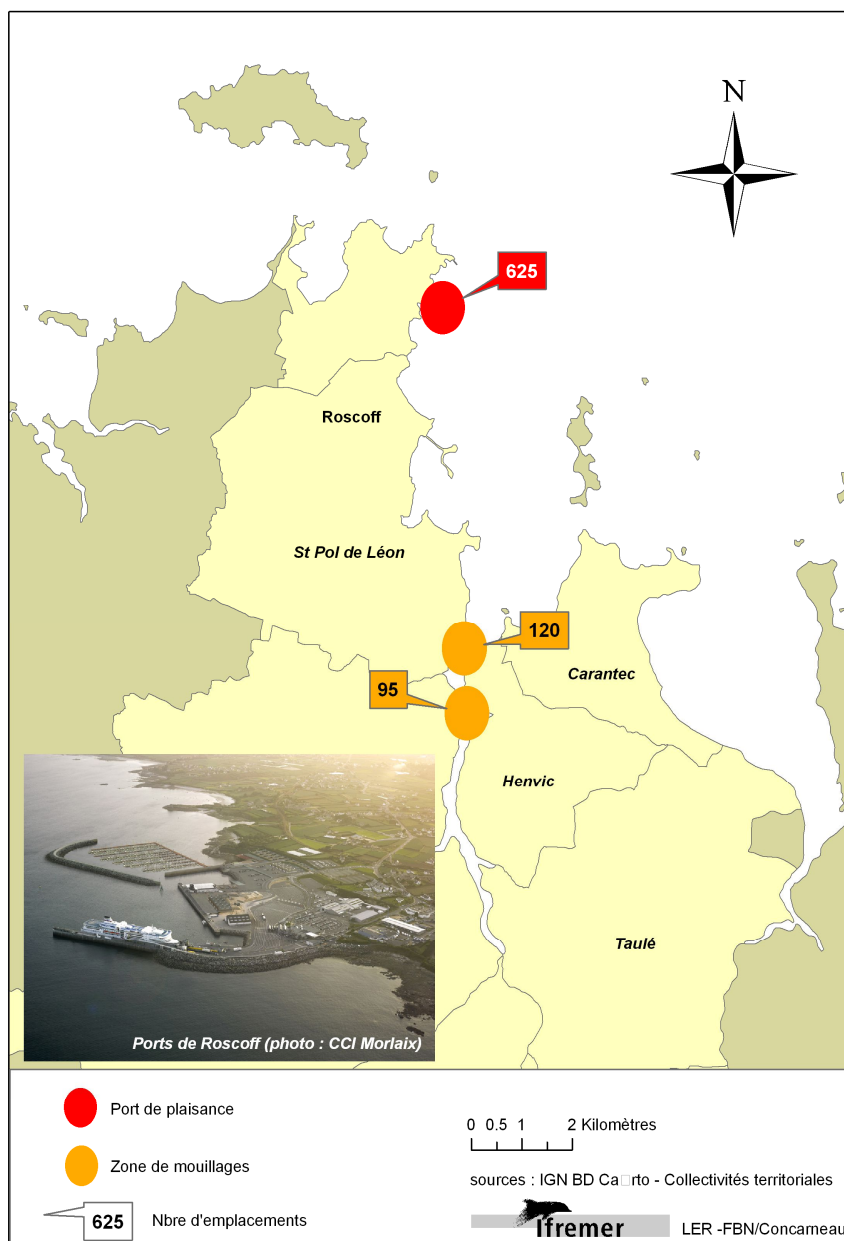 N
625
Roscoff
St Pol de Léon
120
Carantec
95
Henvic
Taulé
Ports de Roscoff (photo : CCI Morlaix)
Port de plaisance
Zone de mouillages
625 Nbre d'emplacements
0 0.5 1 2 Kilomètres
sources : IGN BD Ca□rto - Collectivités territoriales
Ifremer
LER -FBN/Concarneau